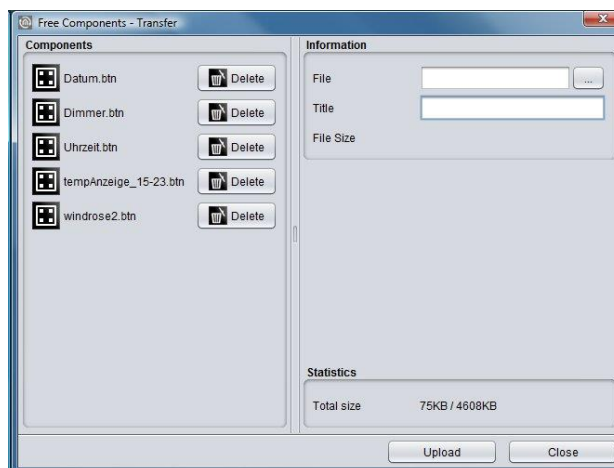 Free Components - Transfer
Components
Datum.btn
Delete
Dimmer.btn
Delete
Uhrzeit.btn
Delete
tempAnzeige_15-23.btn
Delete
windrose2.btn
Delete
Information
File
...
Title
File Size
Statistics
Total size 75KB / 4608KB
Upload
Close